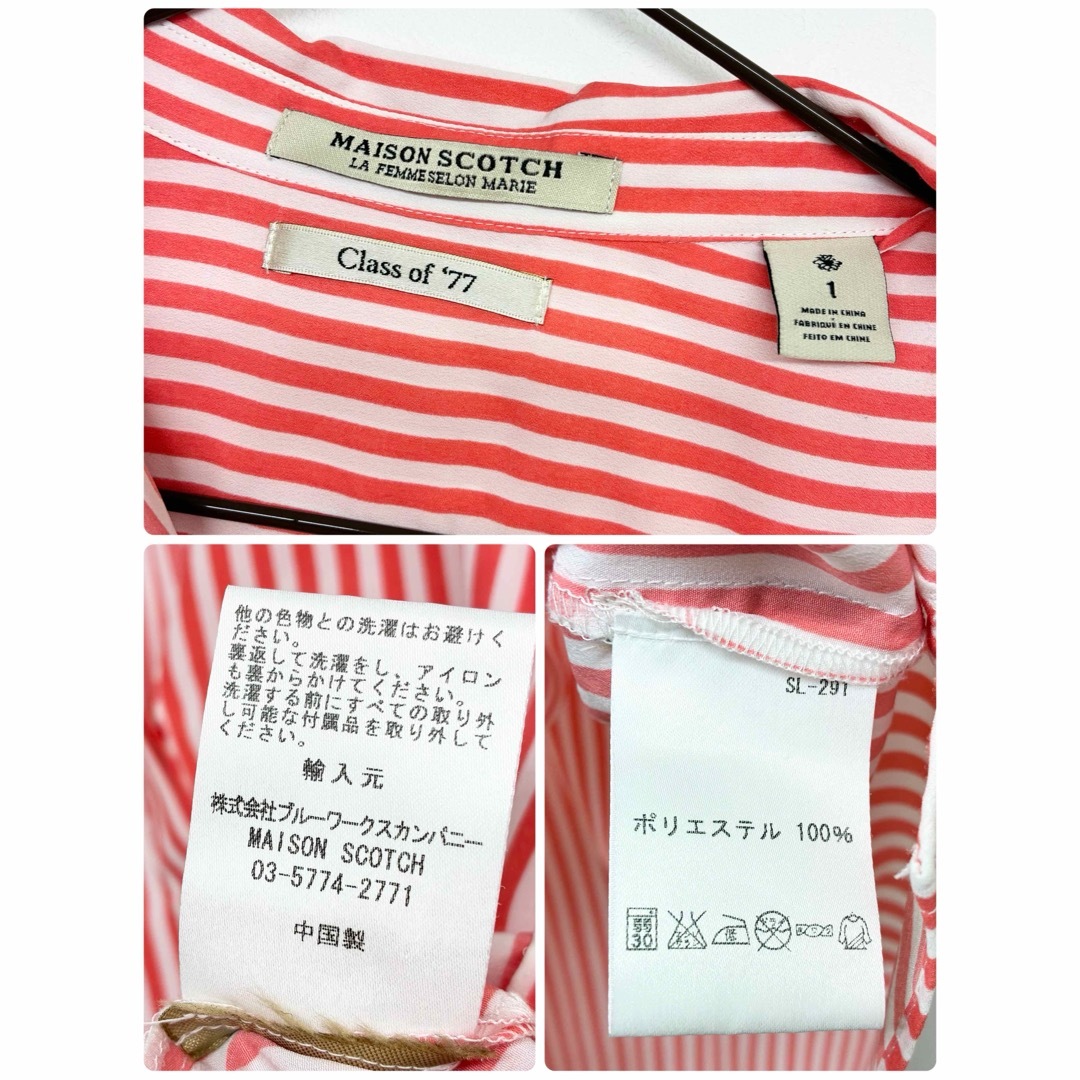 MAISON SCOTCH
LA FEMME SELON MARIE
Class of ‘77
1
MADE IN CHINA
FABRIQUE EN CHINE
FEITO EM CHINE
他の色物との洗濯はお避けく
ださい。
裏返して洗濯をし、アイロン
も裏からかけてください。
洗濯する前にすべての取り外
し可能な付属品を取り外して
ください。
輸入元
株式会社ブルーワークスカンパニー
MAISON SCOTCH
03-5774-2771
中国製
SL-291
ポリエステル 100%
弱
30
低